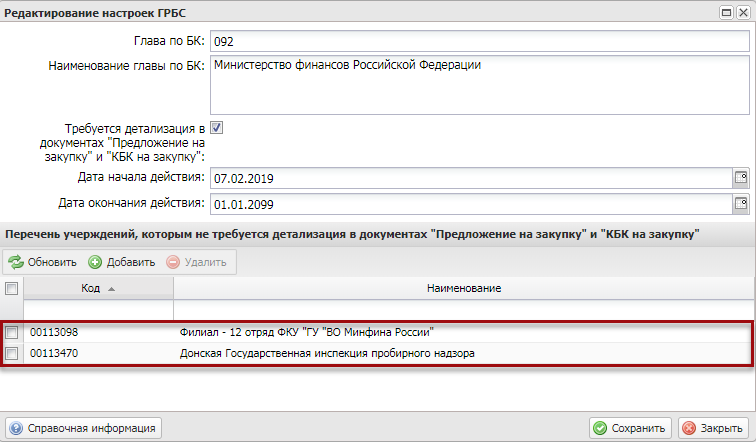 Редактирование настроек ГРБС
Глава по БК: 092
Наименование главы по БК: Министерство финансов Российской Федерации
Требуется детализация в
документах "Предложение на
закупку" и "КБК на закупку":
Дата начала действия: 07.02.2019
Дата окончания действия: 01.01.2099
Перечень учерждений, которым не требуется детализация в документах "Предложение на закупку" и "КБК на закупку"
Обновить Добавить Удалить
Код Наименование
00113098 Филиал - 12 отряд ФКУ "ГУ "ВО Минфина России"
00113470 Донская Государственная инспекция пробирного надзора
Справочная информация Сохранить Закрыть